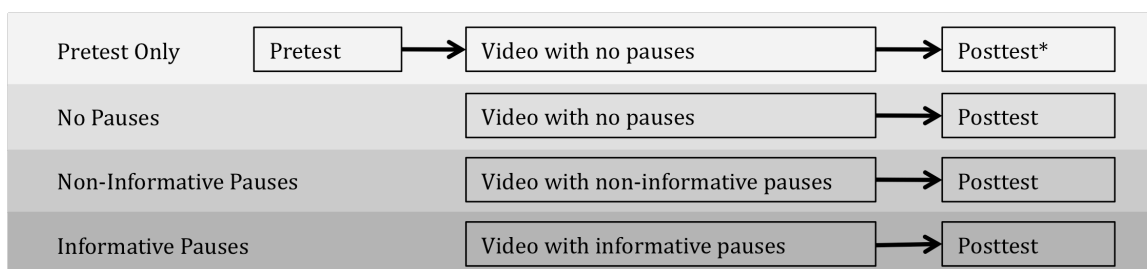 Pretest Only Pretest Video with no pauses Posttest*
No Pauses Video with no pauses Posttest
Non-Informative Pauses Video with non-informative pauses Posttest
Informative Pauses Video with informative pauses Posttest